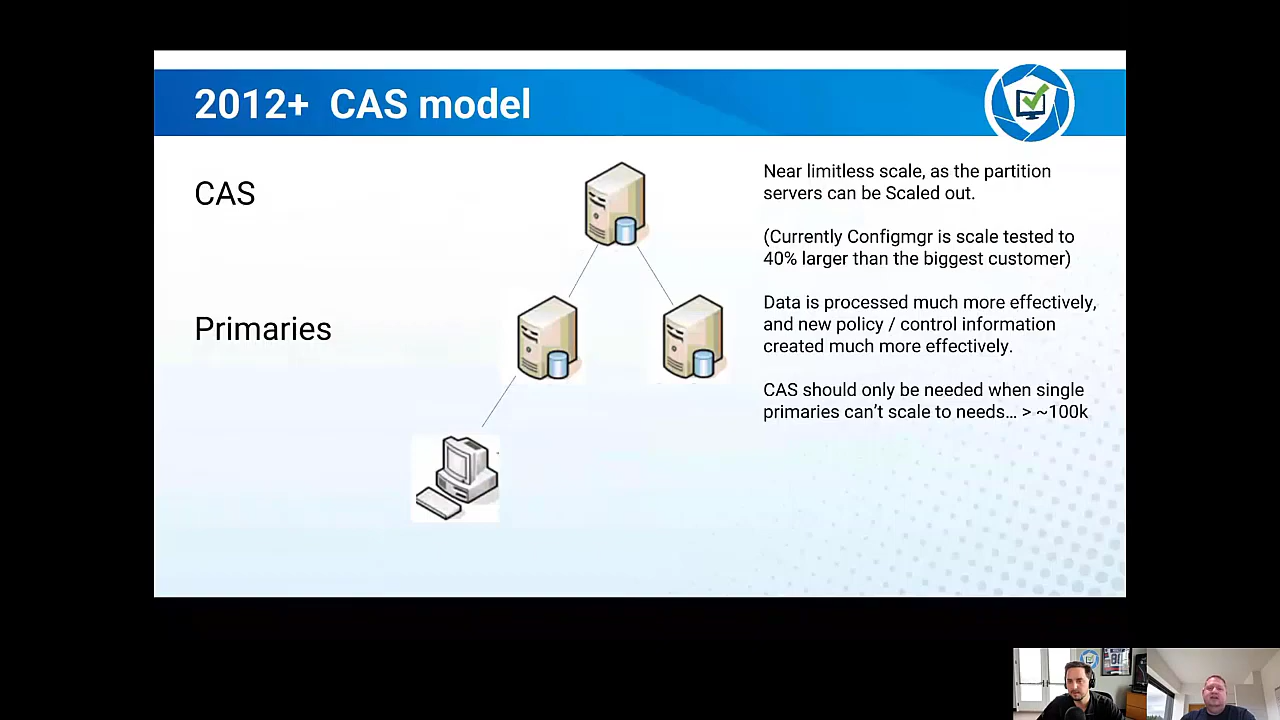 2012+ CAS model
CAS
Primaries
Near limitless scale, as the partition
servers can be Scaled out.
(Currently Configmgr is scale tested to
40% larger than the biggest customer)
Data is processed much more effectively,
and new policy / control information
created much more effectively.
CAS should only be needed when single
primaries can’t scale to needs… > ~100k